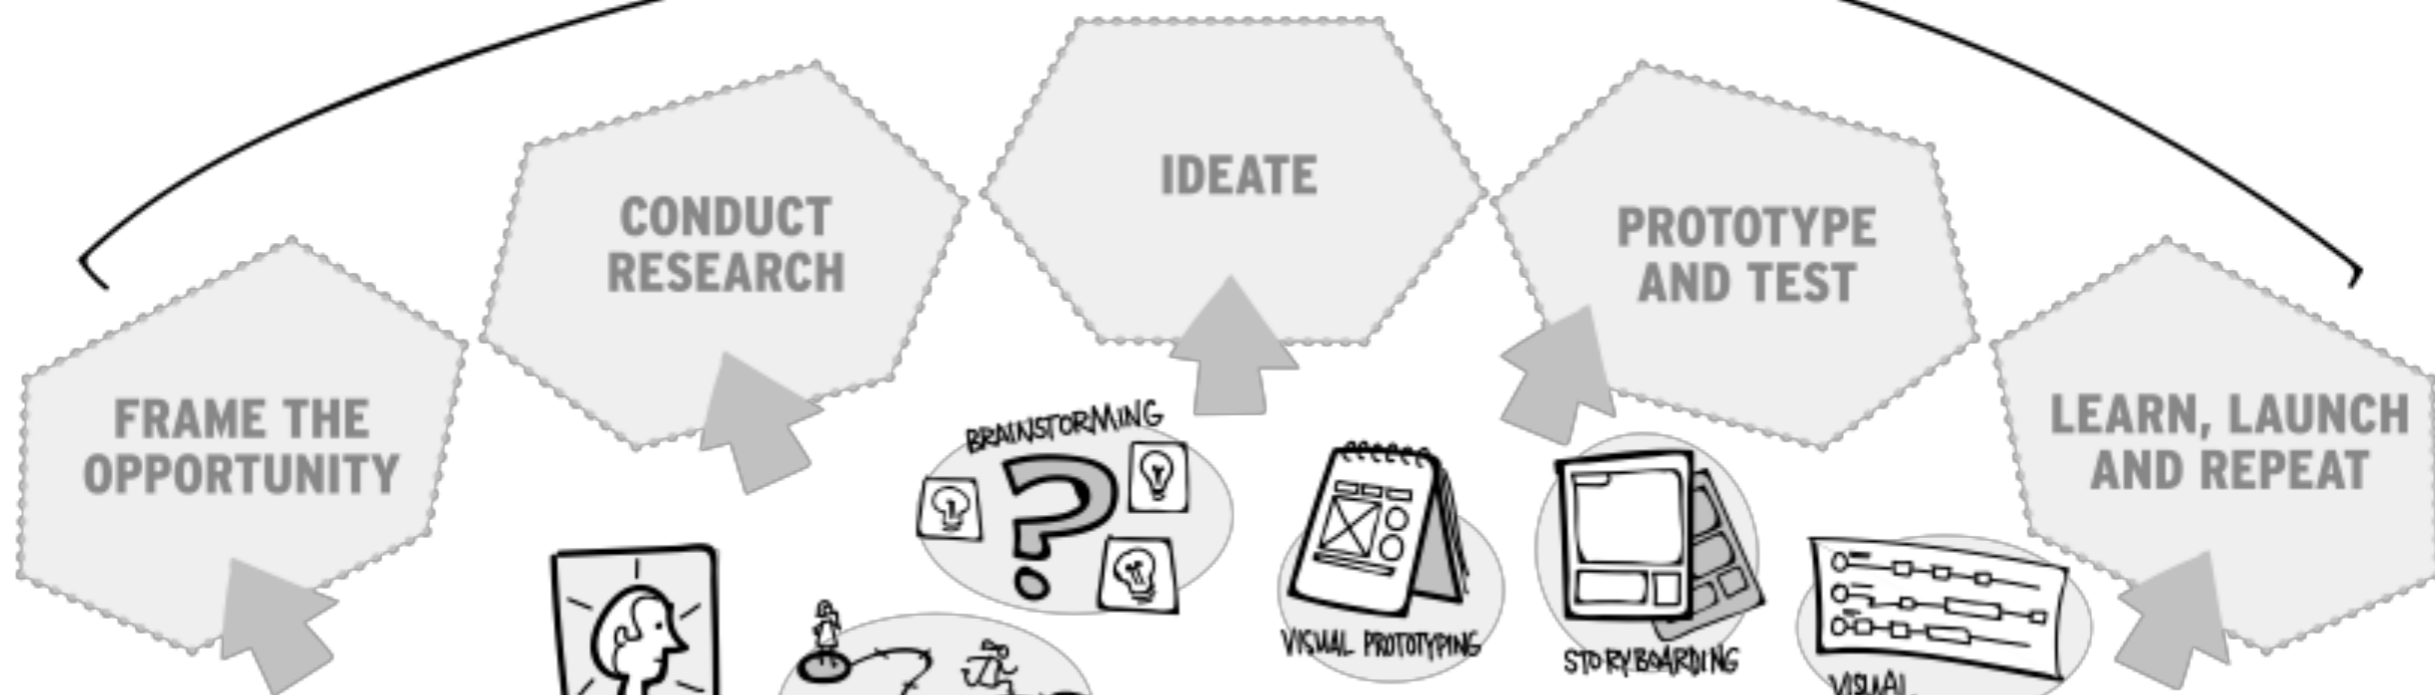 IDEATE
CONDUCT
RESEARCH
PROTOTYPE
AND TEST
FRAME THE
OPPORTUNITY
LEARN, LAUNCH
AND REPEAT
BRAINSTORMING
VISUAL PROTOTYPING
STORYBOARDING
VISUAL